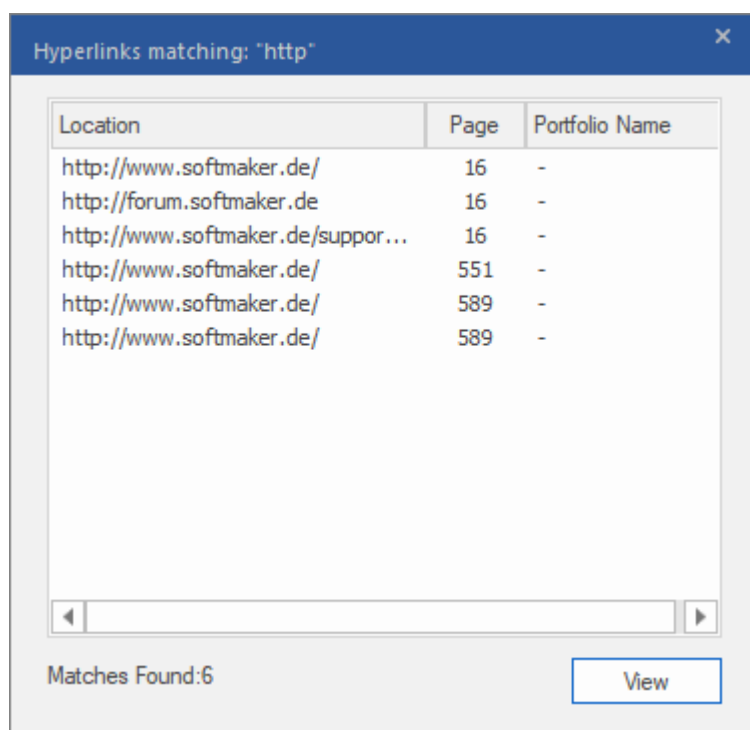 Hyperlinks matching: "http"
Location Page Portfolio Name
http://www.softmaker.de/ 16 -
http://forum.softmaker.de 16 -
http://www.softmaker.de/suppor... 16 -
http://www.softmaker.de/ 551 -
http://www.softmaker.de/ 589 -
http://www.softmaker.de/ 589 -
Matches Found:6 View